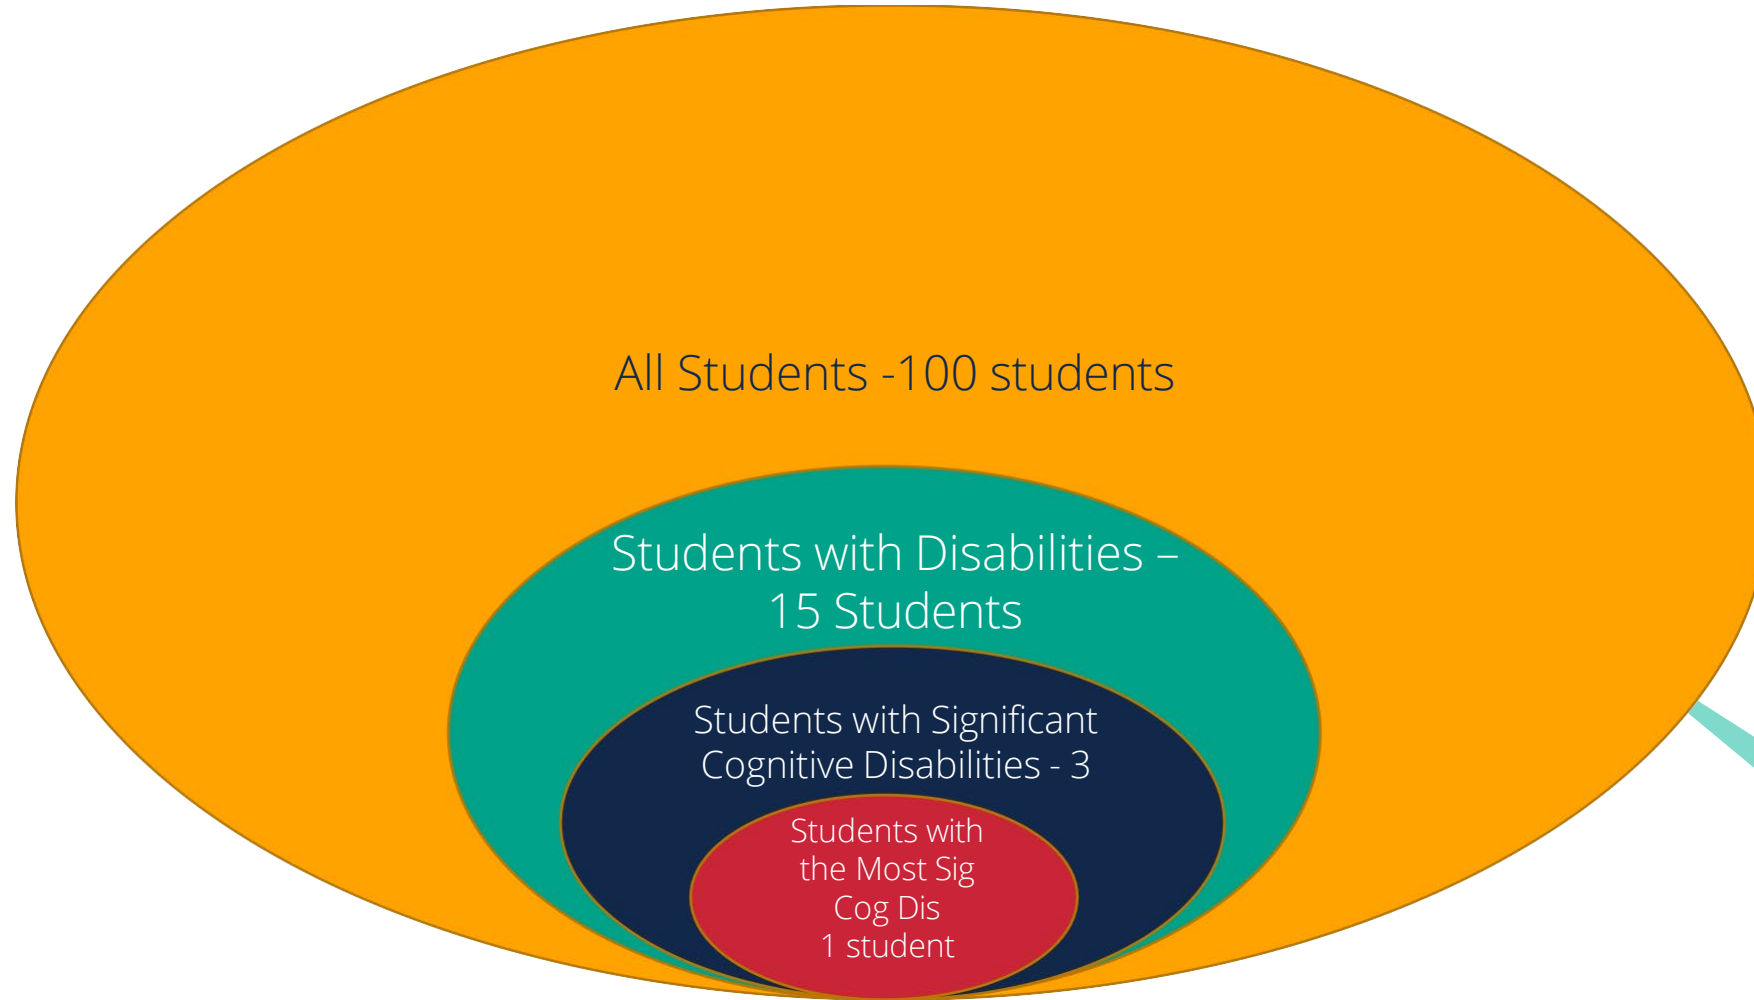 All Students -100 students
Students with Disabilities –
15 Students
Students with Significant
Cognitive Disabilities - 3
Students with
the Most Sig
Cog Dis
1 student